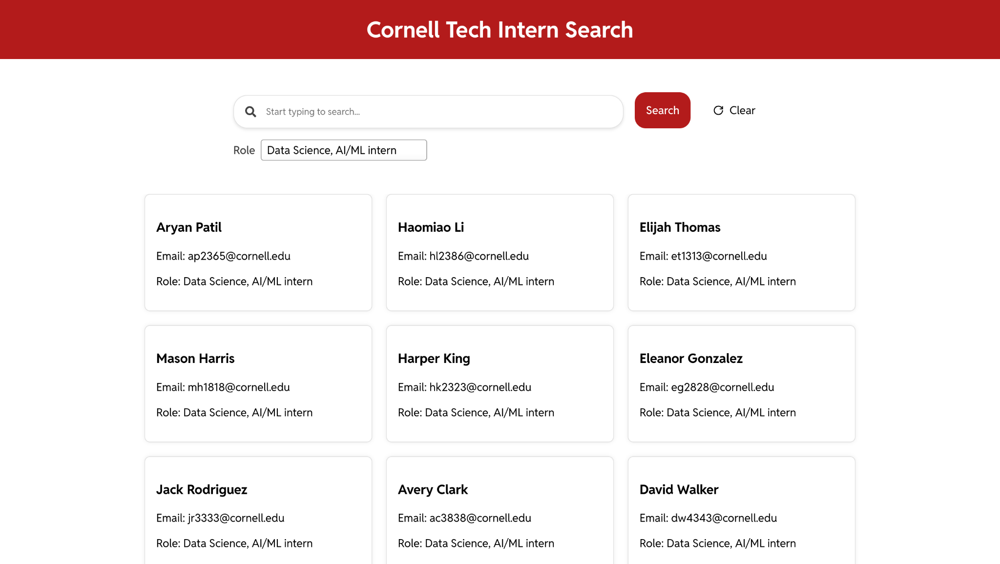 Cornell Tech Intern Search
Start typing to search...
Search
Clear
Role
Data Science, AI/ML intern
Aryan Patil
Email: ap2365@cornell.edu
Role: Data Science, AI/ML intern
Haomiao Li
Email: hl2386@cornell.edu
Role: Data Science, AI/ML intern
Elijah Thomas
Email: et1313@cornell.edu
Role: Data Science, AI/ML intern
Mason Harris
Email: mh1818@cornell.edu
Role: Data Science, AI/ML intern
Harper King
Email: hk2323@cornell.edu
Role: Data Science, AI/ML intern
Eleanor Gonzalez
Email: eg2828@cornell.edu
Role: Data Science, AI/ML intern
Jack Rodriguez
Email: jr3333@cornell.edu
Role: Data Science, AI/ML intern
Avery Clark
Email: ac3838@cornell.edu
Role: Data Science, AI/ML intern
David Walker
Email: dw4343@cornell.edu
Role: Data Science, AI/ML intern